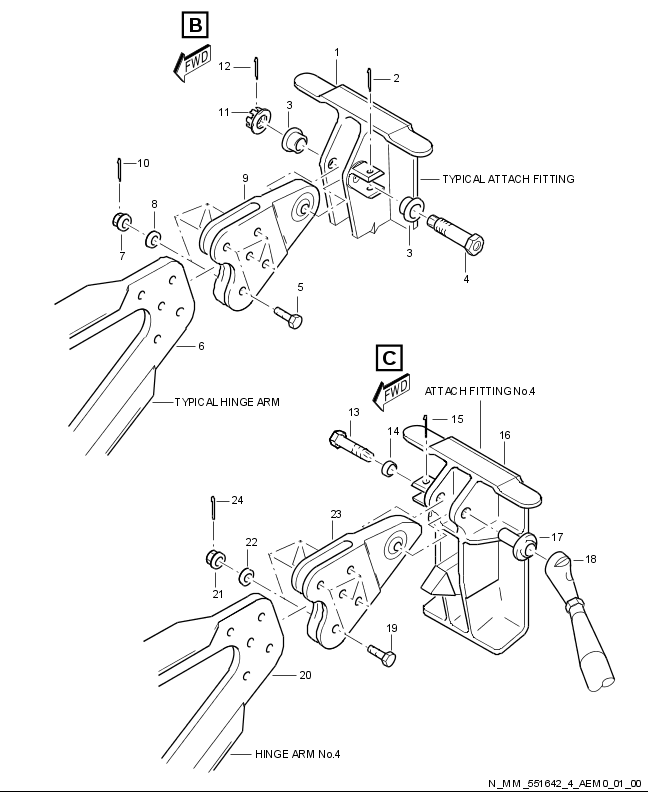 B
FWD
1
12
2
11
3
TYPICAL ATTACH FITTING
10
9
8
7
3
4
5
6
TYPICAL HINGE ARM
C
FWD
ATTACH FITTING No.4
13
15
14
16
24
23
17
22
18
21
19
20
HINGE ARM No.4
N_MM_551642_4_AEM0_01_00